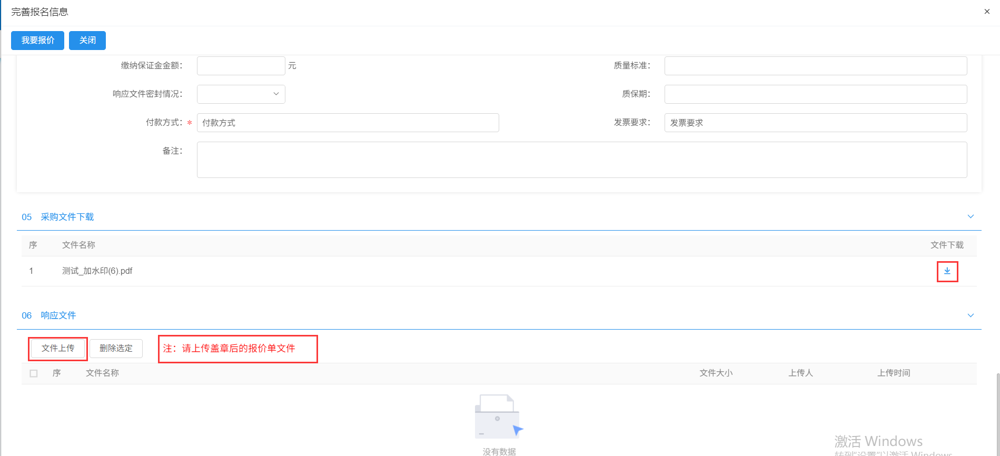 完善报名信息
我要报价 关闭
缴纳保证金金额： 元 质量标准：
响应文件密封情况： 质保期：
付款方式：* 付款方式 发票要求： 发票要求
备注：
05 采购文件下载
序 文件名称 文件下载
1 测试_加水印(6).pdf
06 响应文件
文件上传 删除选定 注：请上传盖章后的报价单文件
序 文件名称 文件大小 上传人 上传时间
没有数据
激活 Windows
转到"设置"以激活 Windows